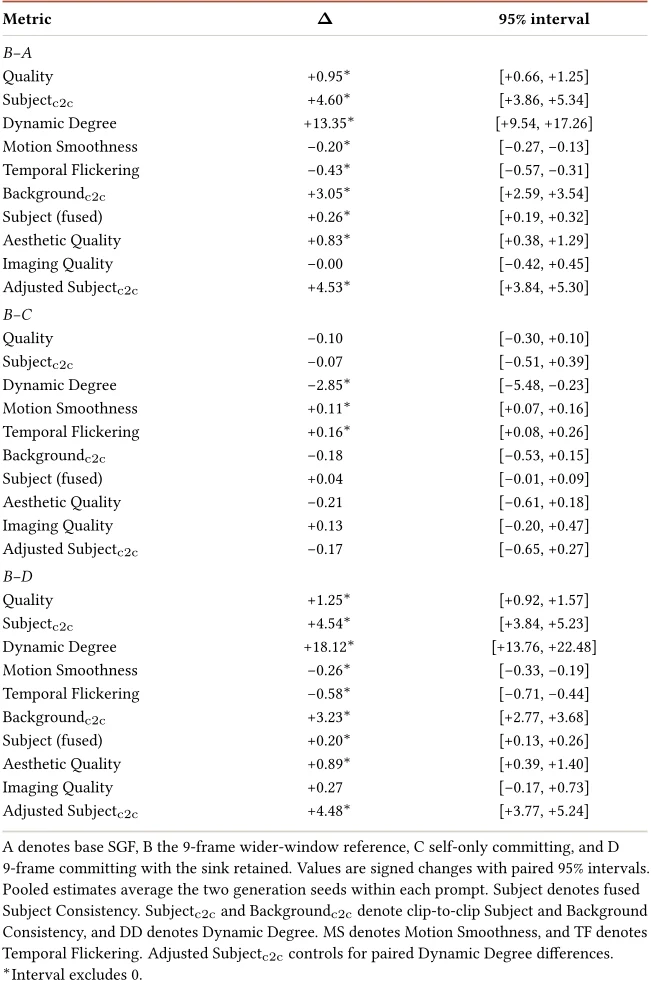 Metric Δ 95% interval
B–A
Quality +0.95* [+0.66, +1.25]
Subject_c2c +4.60* [+3.86, +5.34]
Dynamic Degree +13.35* [+9.54, +17.26]
Motion Smoothness −0.20* [−0.27, −0.13]
Temporal Flickering −0.43* [−0.57, −0.31]
Background_c2c +3.05* [+2.59, +3.54]
Subject (fused) +0.26* [+0.19, +0.32]
Aesthetic Quality +0.83* [+0.38, +1.29]
Imaging Quality −0.00 [−0.42, +0.45]
Adjusted Subject_c2c +4.53* [+3.84, +5.30]
B–C
Quality −0.10 [−0.30, +0.10]
Subject_c2c −0.07 [−0.51, +0.39]
Dynamic Degree −2.85* [−5.48, −0.23]
Motion Smoothness +0.11* [+0.07, +0.16]
Temporal Flickering +0.16* [+0.08, +0.26]
Background_c2c −0.18 [−0.53, +0.15]
Subject (fused) +0.04 [−0.01, +0.09]
Aesthetic Quality −0.21 [−0.61, +0.18]
Imaging Quality +0.13 [−0.20, +0.47]
Adjusted Subject_c2c −0.17 [−0.65, +0.27]
B–D
Quality +1.25* [+0.92, +1.57]
Subject_c2c +4.54* [+3.84, +5.23]
Dynamic Degree +18.12* [+13.76, +22.48]
Motion Smoothness −0.26* [−0.33, −0.19]
Temporal Flickering −0.58* [−0.71, −0.44]
Background_c2c +3.23* [+2.77, +3.68]
Subject (fused) +0.20* [+0.13, +0.26]
Aesthetic Quality +0.89* [+0.39, +1.40]
Imaging Quality +0.27 [−0.17, +0.73]
Adjusted Subject_c2c +4.48* [+3.77, +5.24]
A denotes base SGF, B the 9-frame wider-window reference, C self-only committing, and D
9-frame committing with the sink retained. Values are signed changes with paired 95% intervals.
Pooled estimates average the two generation seeds within each prompt. Subject denotes fused
Subject Consistency. Subject_c2c and Background_c2c denote clip-to-clip Subject and Background
Consistency, and DD denotes Dynamic Degree. MS denotes Motion Smoothness, and TF denotes
Temporal Flickering. Adjusted Subject_c2c controls for paired Dynamic Degree differences.
*Interval excludes 0.